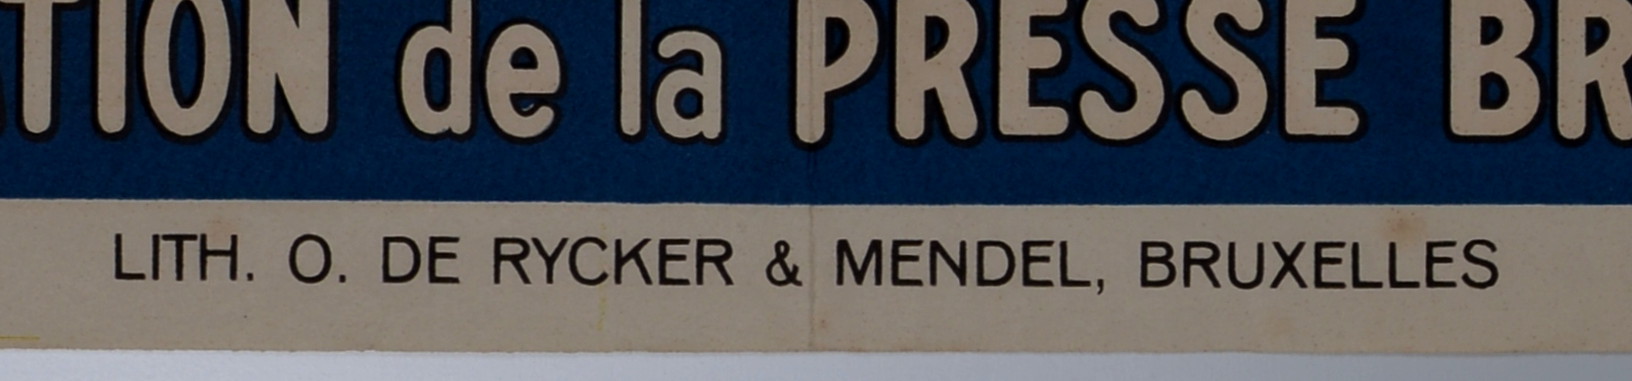 TION de la PRESSE BR
LITH. O. DE RYCKER & MENDEL, BRUXELLES